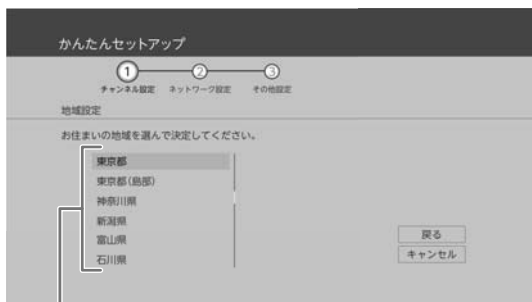 かんたんセットアップ
1 2 3
チャンネル設定 ネットワーク設定 その他設定
地域設定
お住まいの地域を選んで決定してください。
東京都
東京都(島部)
神奈川県
新潟県
富山県
石川県
戻る
キャンセル